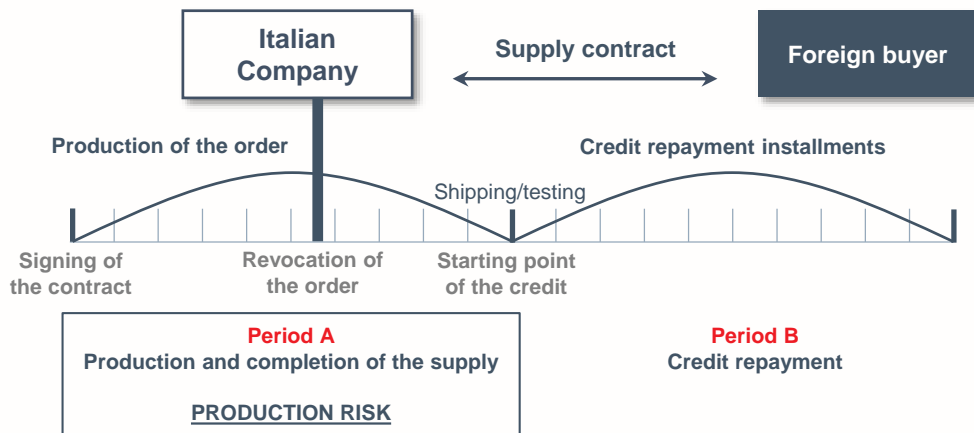 Italian
Company
Supply contract
Foreign buyer
Production of the order
Credit repayment installments
Shipping/testing
Signing of
the contract
Revocation of
the order
Starting point
of the credit
Period A
Production and completion of the supply
PRODUCTION RISK
Period B
Credit repayment